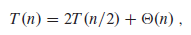 T(n) = 2T(n/2) + Θ(n) ,